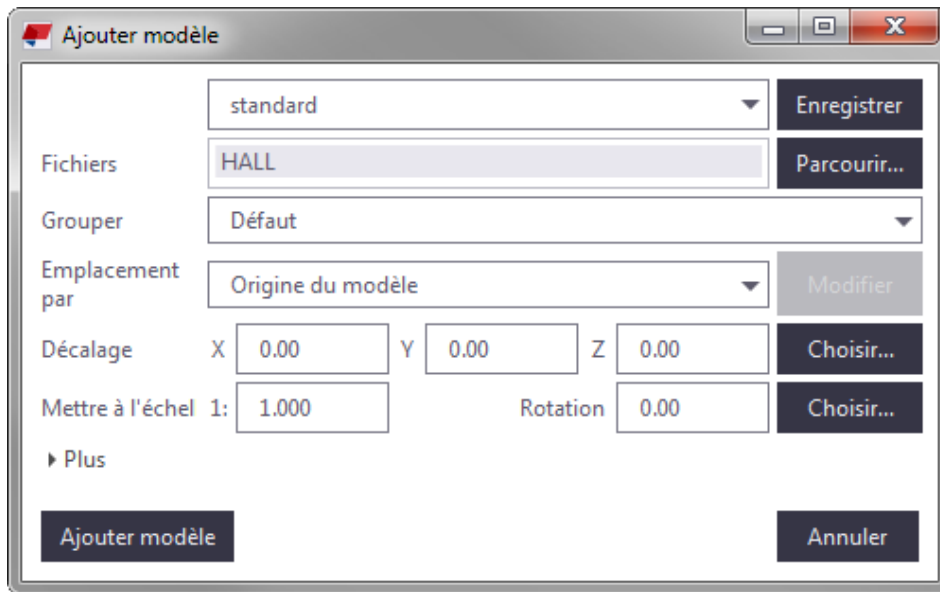 Ajouter modèle
standard Enregistrer
Fichiers HALL Parcourir...
Grouper Défaut
Emplacement par Origine du modèle Modifier
Décalage X 0.00 Y 0.00 Z 0.00 Choisir...
Mettre à l'échel 1: 1.000 Rotation 0.00 Choisir...
Plus
Ajouter modèle Annuler